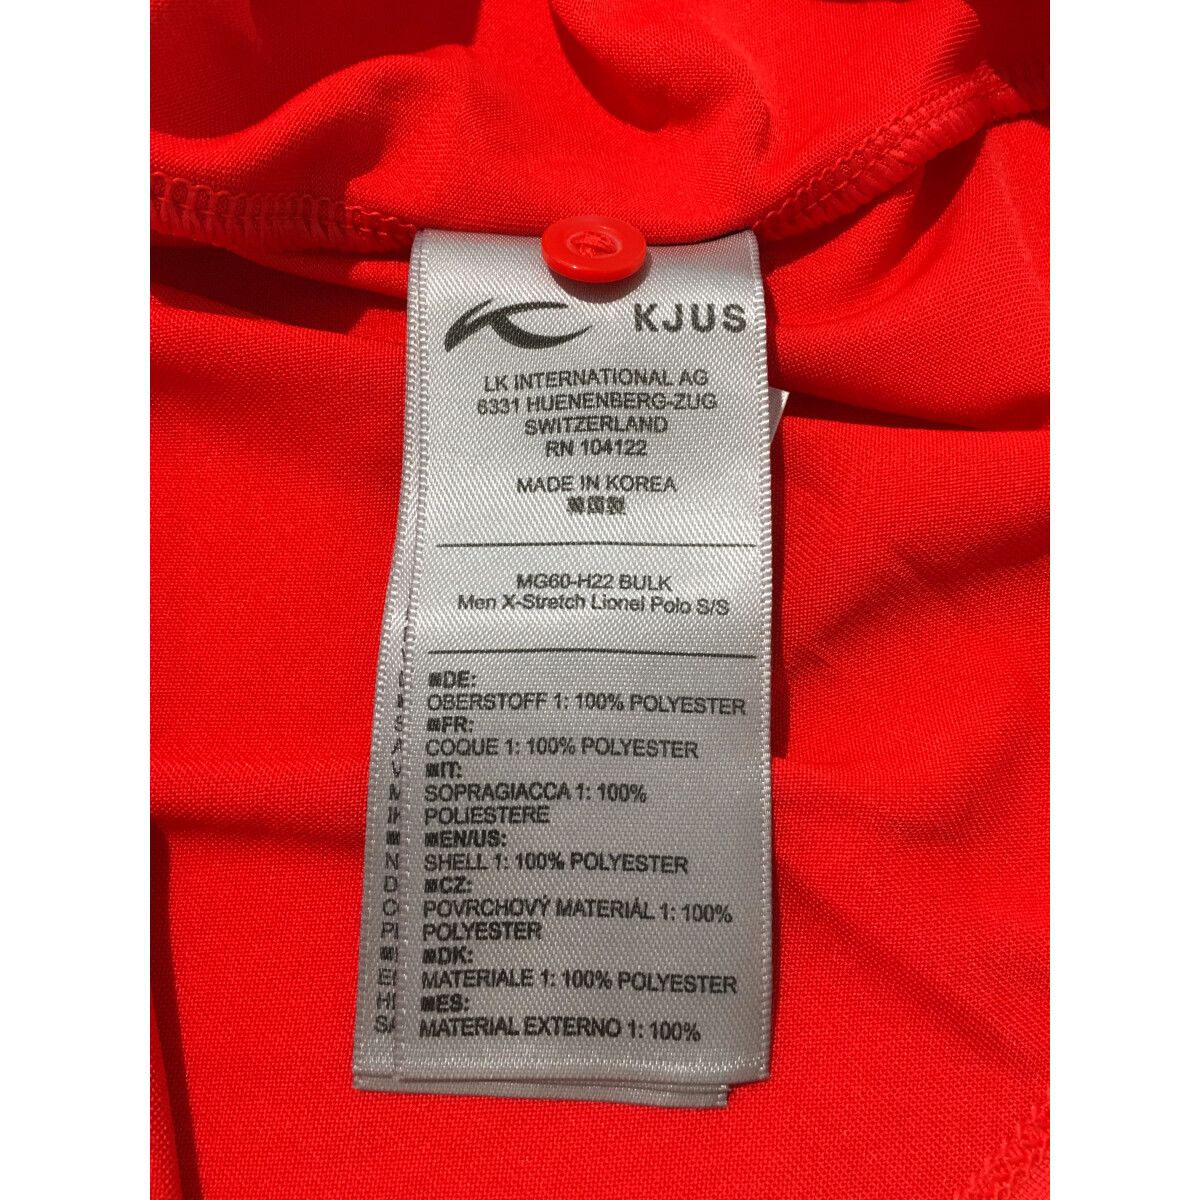 KJUS
LK INTERNATIONAL AG
6331 HUENENBERG-ZUG
SWITZERLAND
RN 104122
MADE IN KOREA
MG60-H22 BULK
Men X-Stretch Lionel Polo S/S
■DE:
OBERSTOFF 1: 100% POLYESTER
■FR:
COQUE 1: 100% POLYESTER
■IT:
SOPRAGIACCA 1: 100%
POLIESTERE
■EN/US:
SHELL 1: 100% POLYESTER
■CZ:
POVRCHOVÝ MATERIÁL 1: 100%
POLYESTER
■DK:
MATERIALE 1: 100% POLYESTER
■ES:
MATERIAL EXTERNO 1: 100%